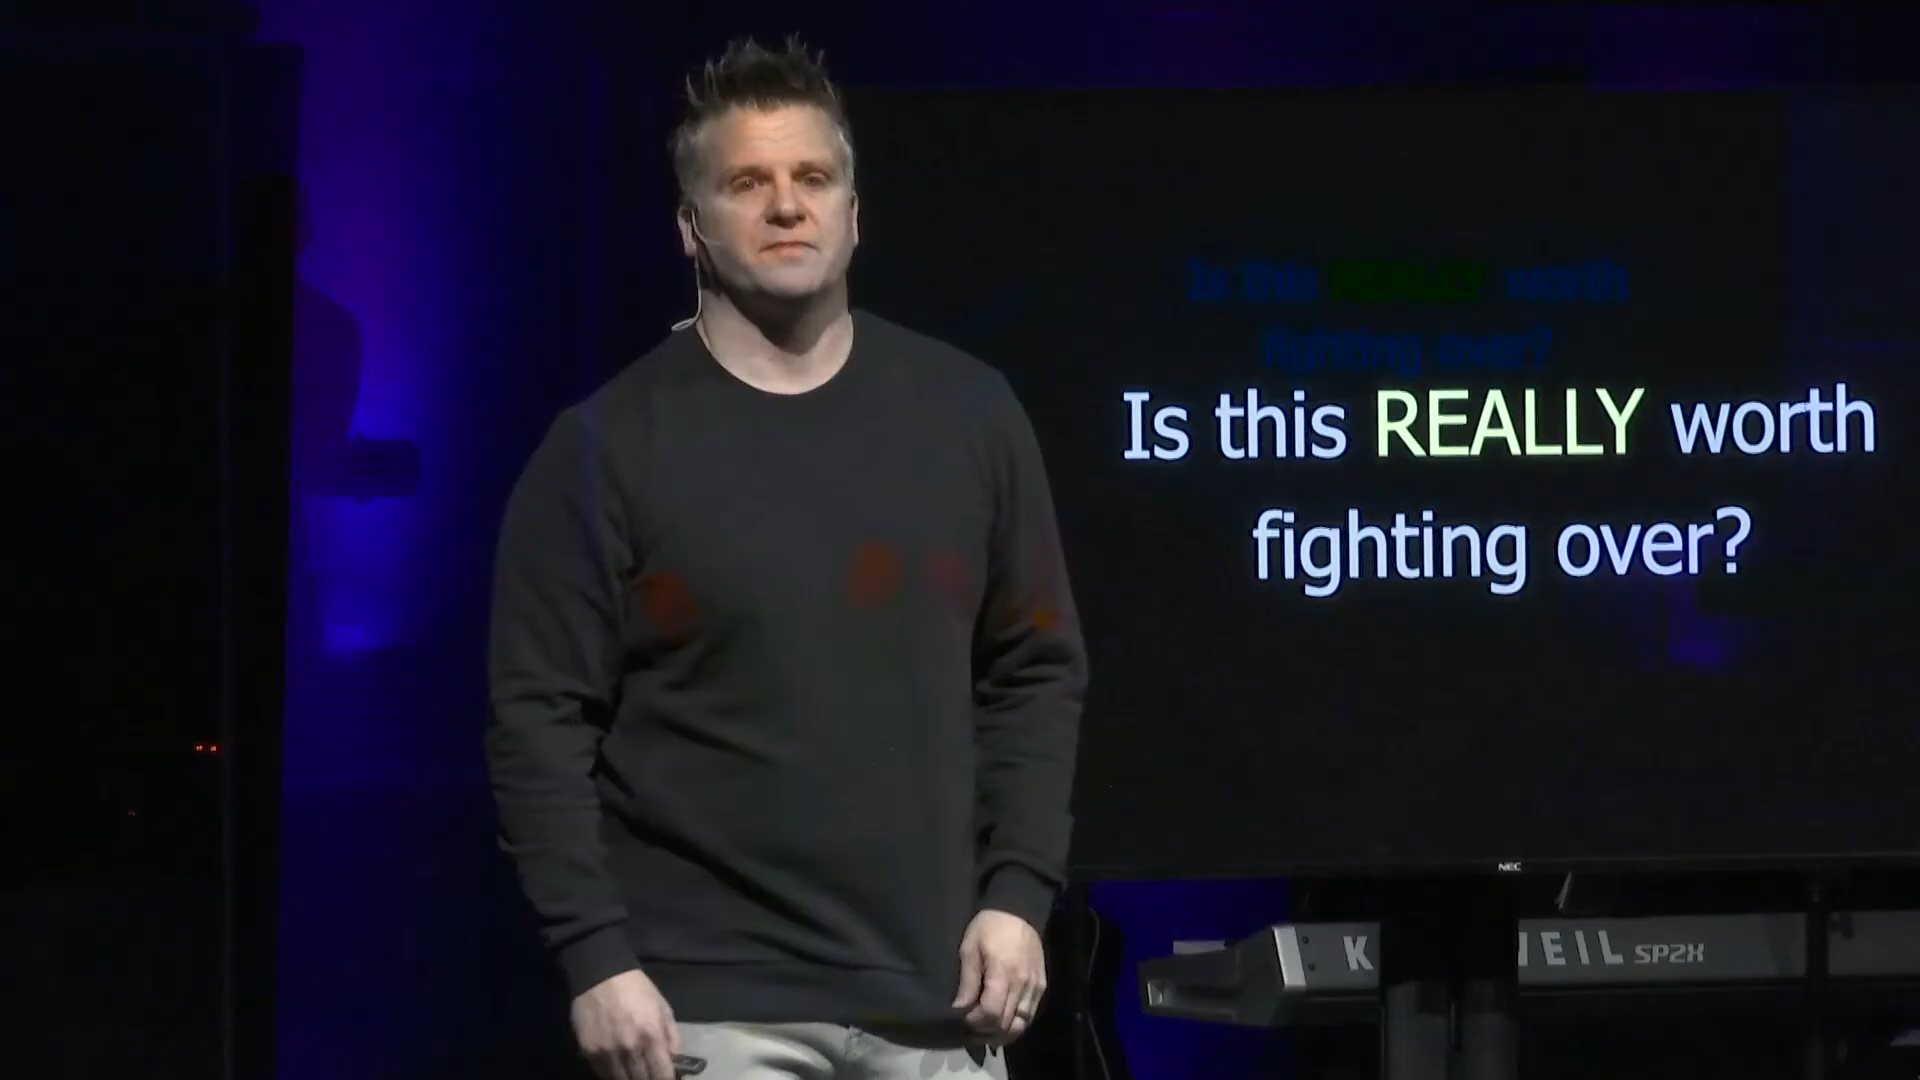 Is this REALLY worth
fighting over?
Is this REALLY worth
fighting over?
NEC
K EIL SP2X